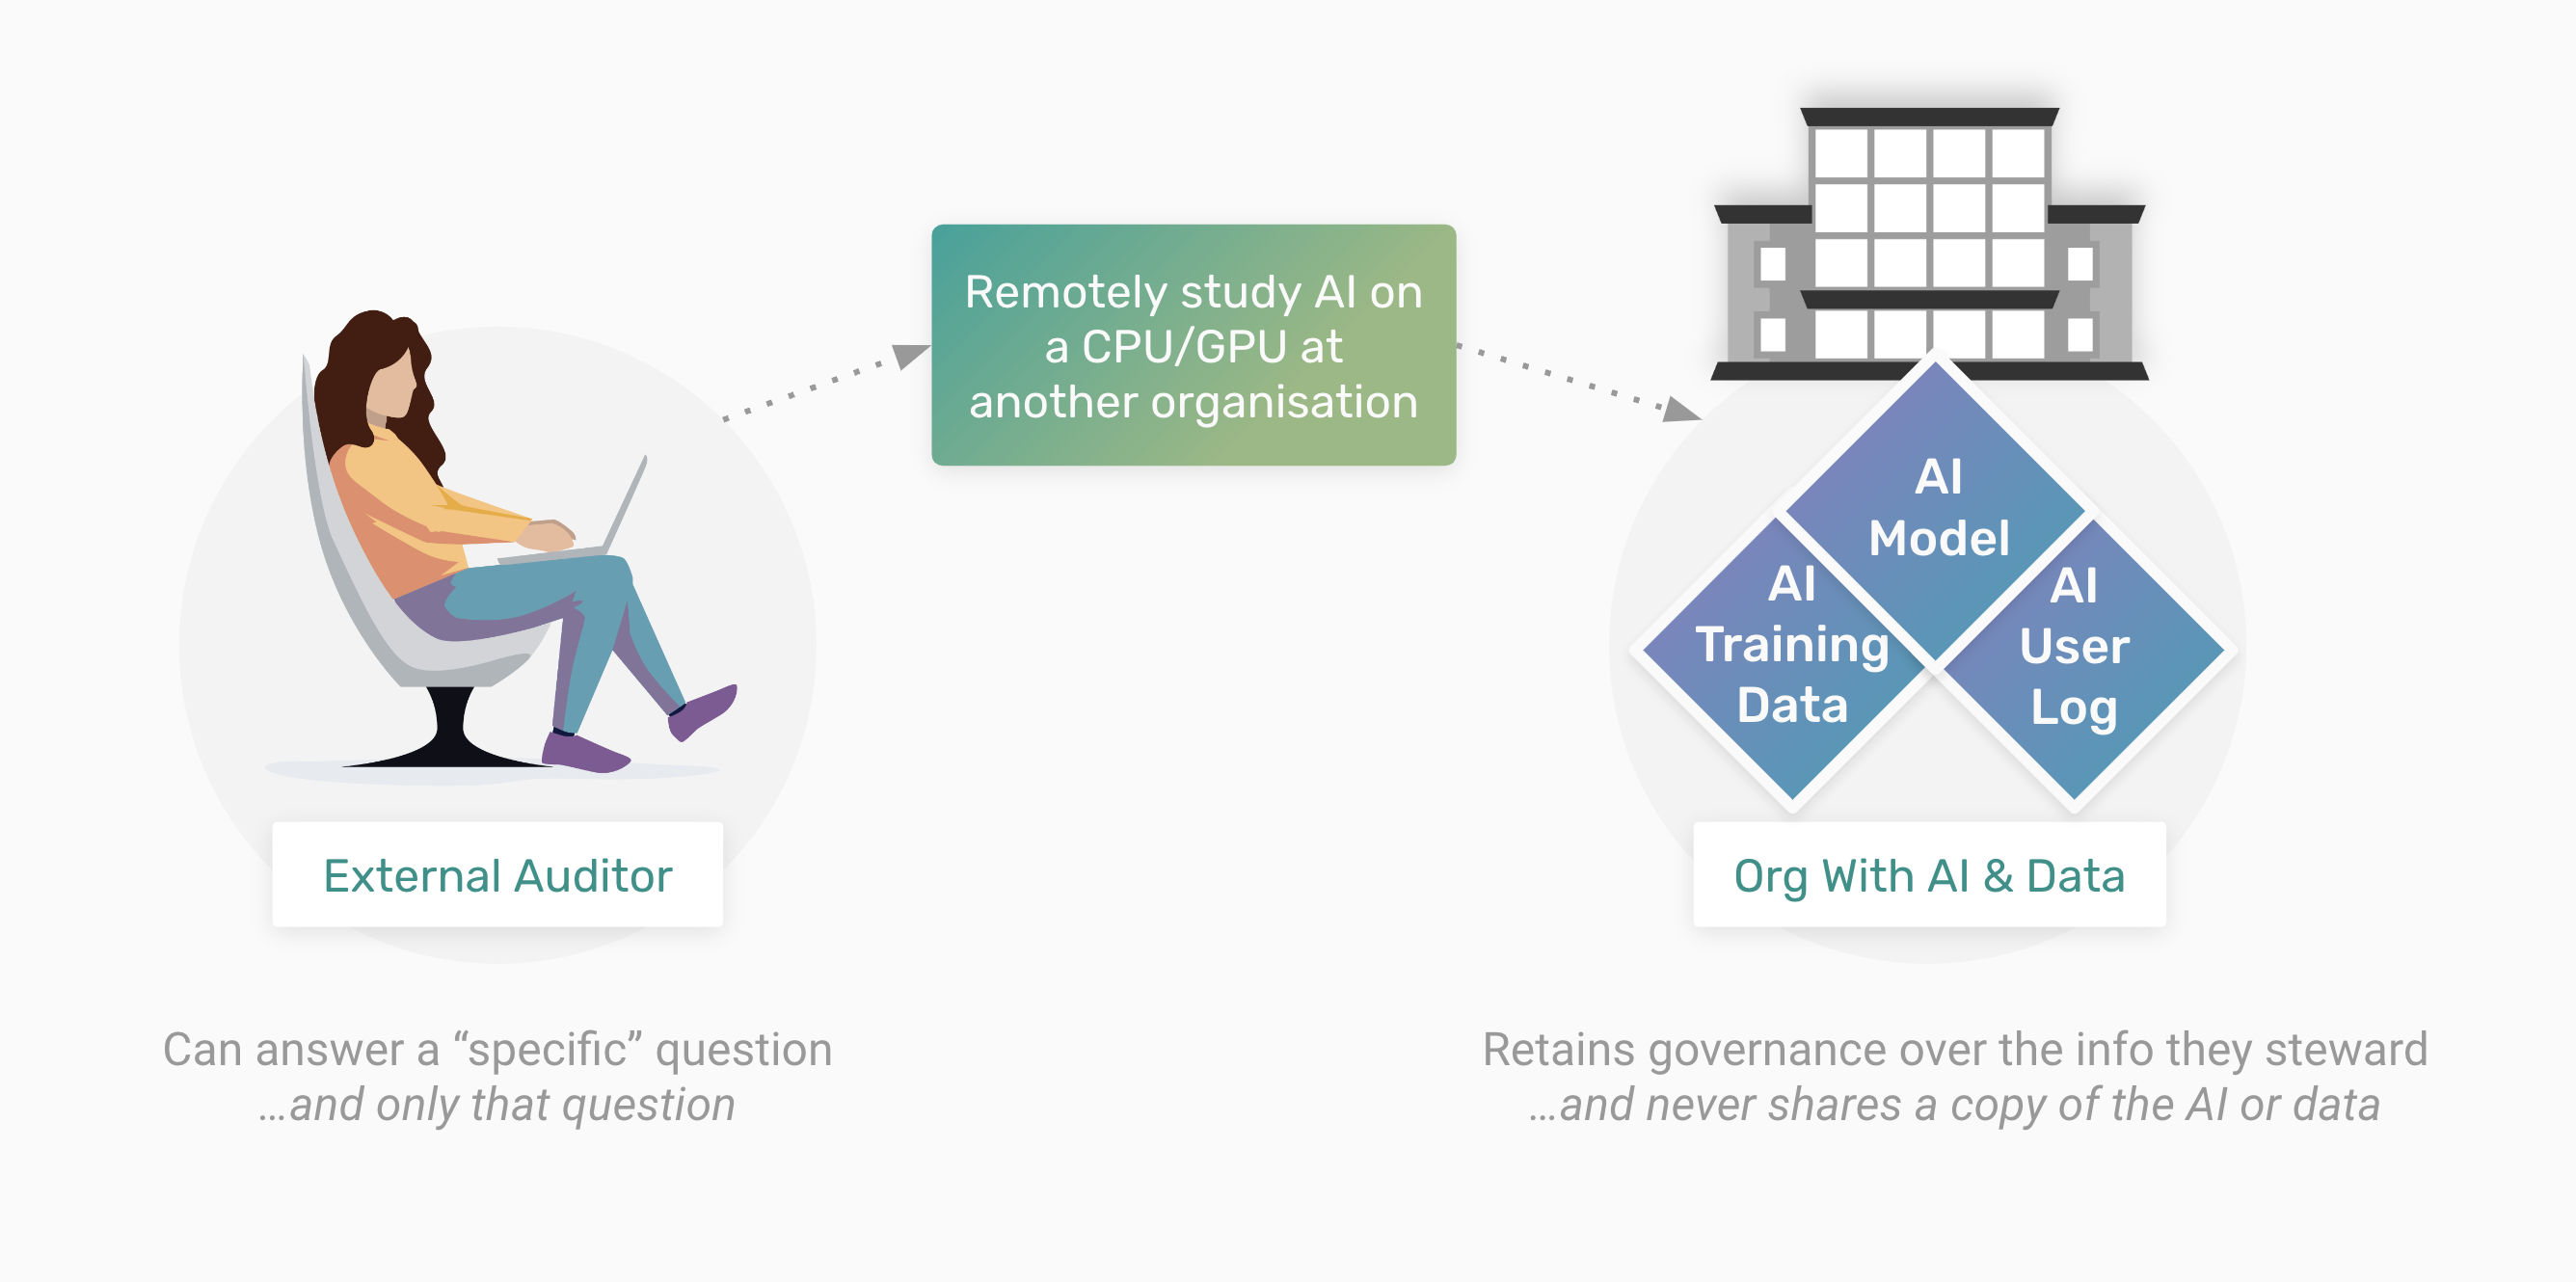 Remotely study AI on
a CPU/GPU at
another organisation
AI
Model
AI
Training
Data
AI
User
Log
External Auditor
Org With AI & Data
Can answer a “specific” question
...and only that question
Retains governance over the info they steward
...and never shares a copy of the AI or data